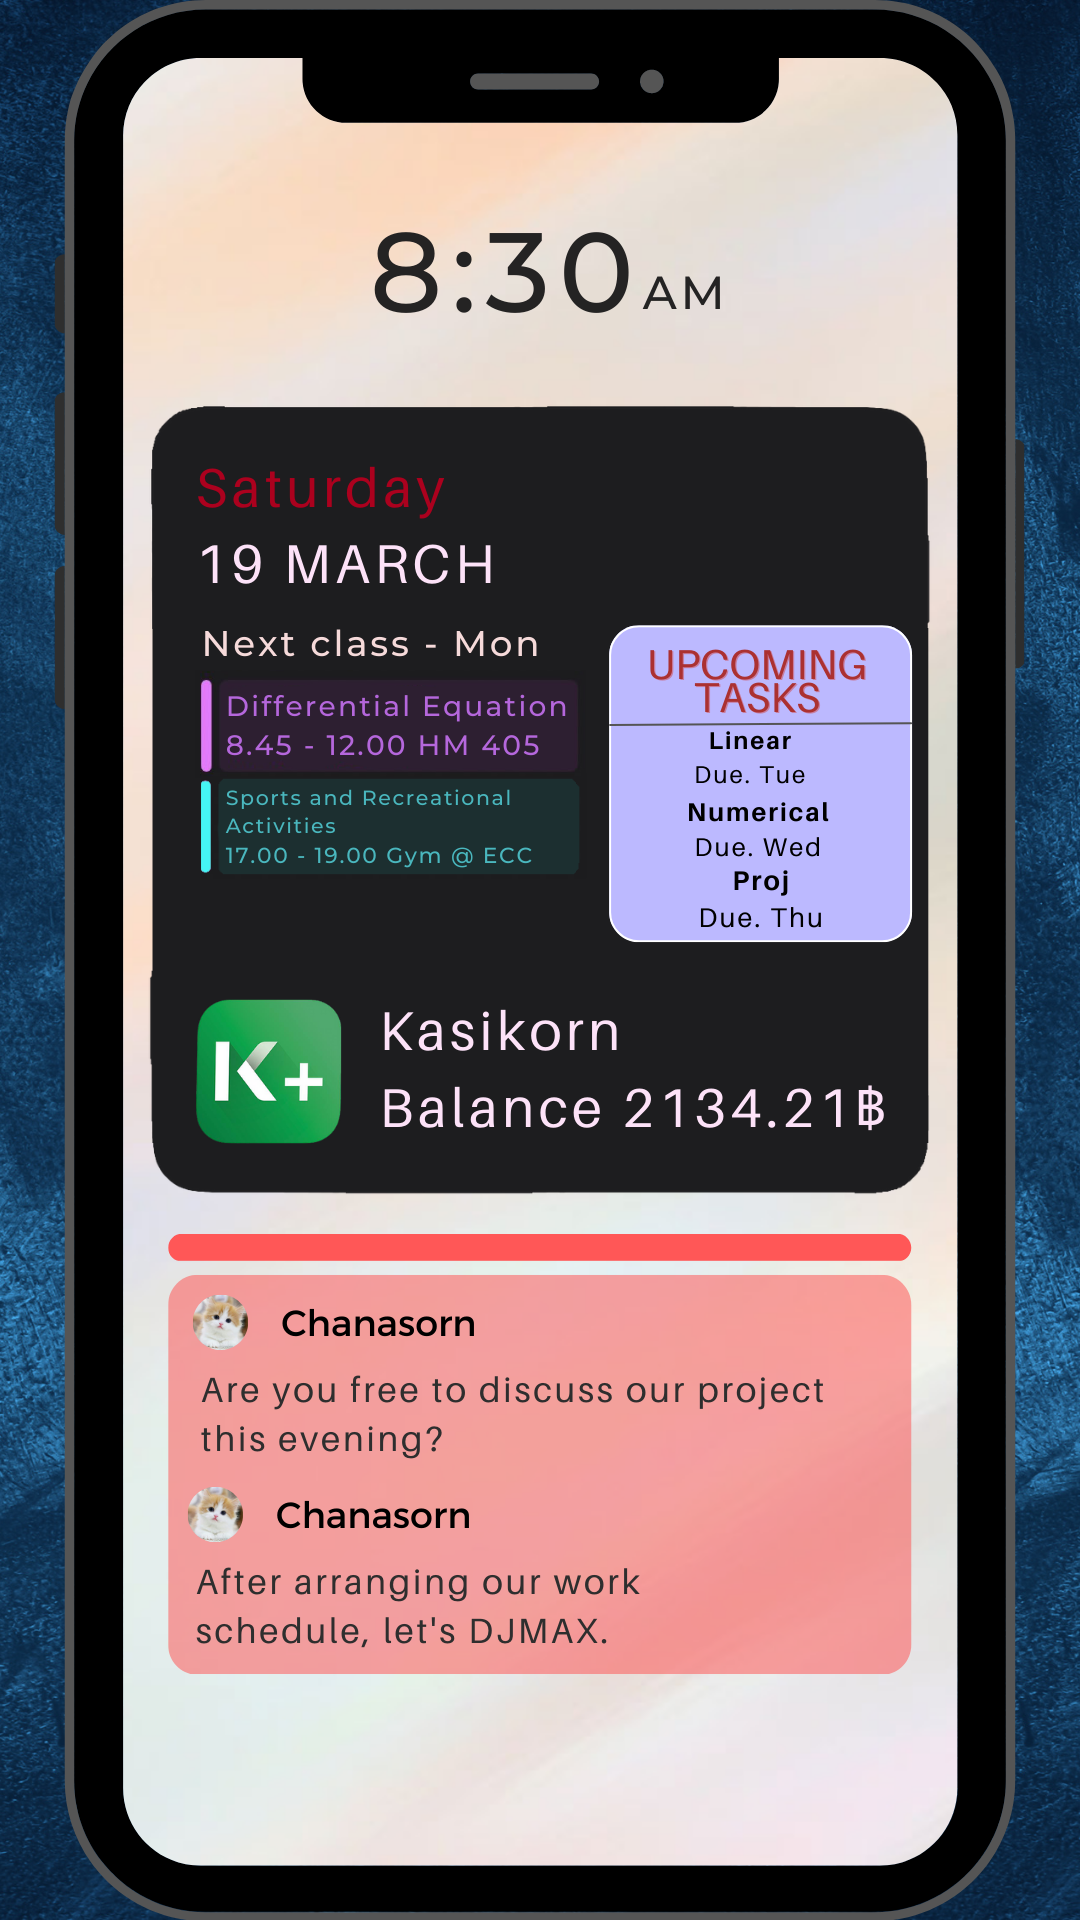 8:30 AM
Saturday
19 MARCH
Next class - Mon
Differential Equation
8.45 - 12.00 HM 405
Sports and Recreational
Activities
17.00 - 19.00 Gym @ ECC
UPCOMING
TASKS
Linear
Due. Tue
Numerical
Due. Wed
Proj
Due. Thu
K+
Kasikorn
Balance 2134.21฿
Chanasorn
Are you free to discuss our project
this evening?
Chanasorn
After arranging our work
schedule, let's DJMAX.